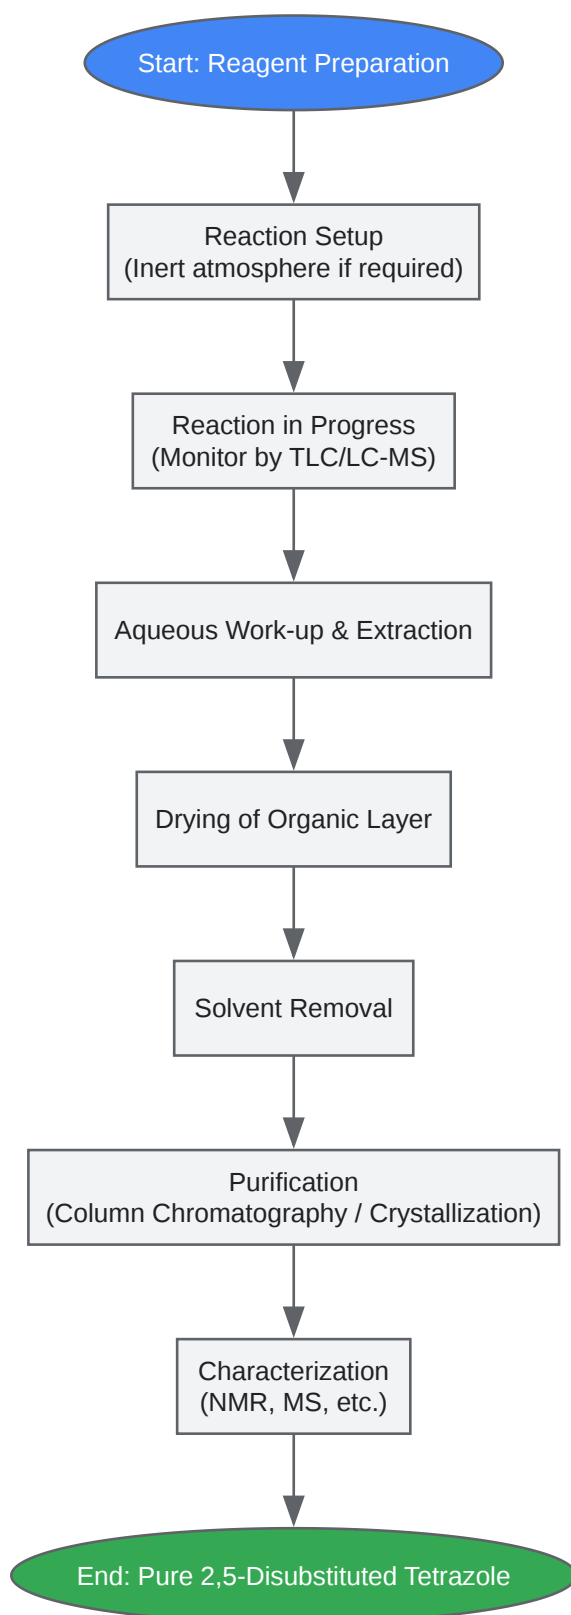 Start: Reagent Preparation
Reaction Setup
(Inert atmosphere if required)
Reaction in Progress
(Monitor by TLC/LC-MS)
Aqueous Work-up & Extraction
Drying of Organic Layer
Solvent Removal
Purification
(Column Chromatography / Crystallization)
Characterization
(NMR, MS, etc.)
End: Pure 2,5-Disubstituted Tetrazole